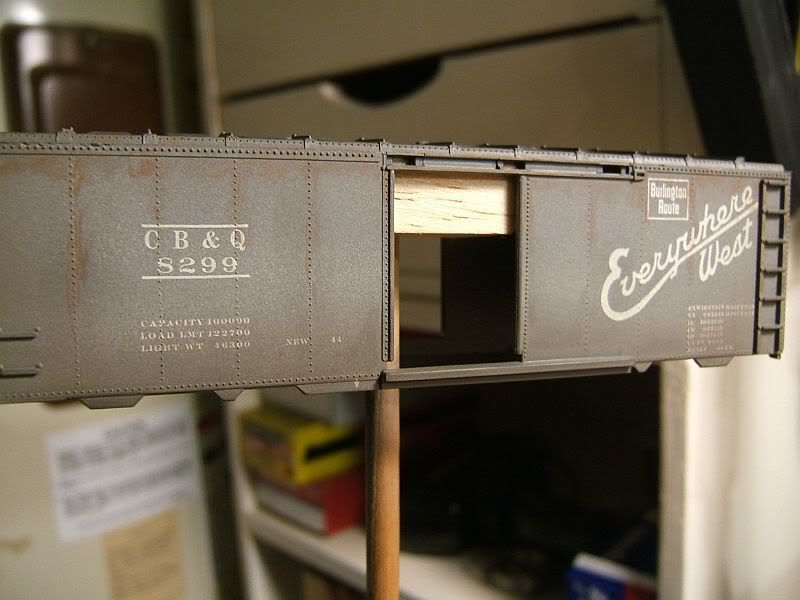 C B & Q
8299
CAPACITY 100000
LOAD LMT 122700
LIGHT WT 46300 NEW 44
Burlington
Route
Everywhere
West